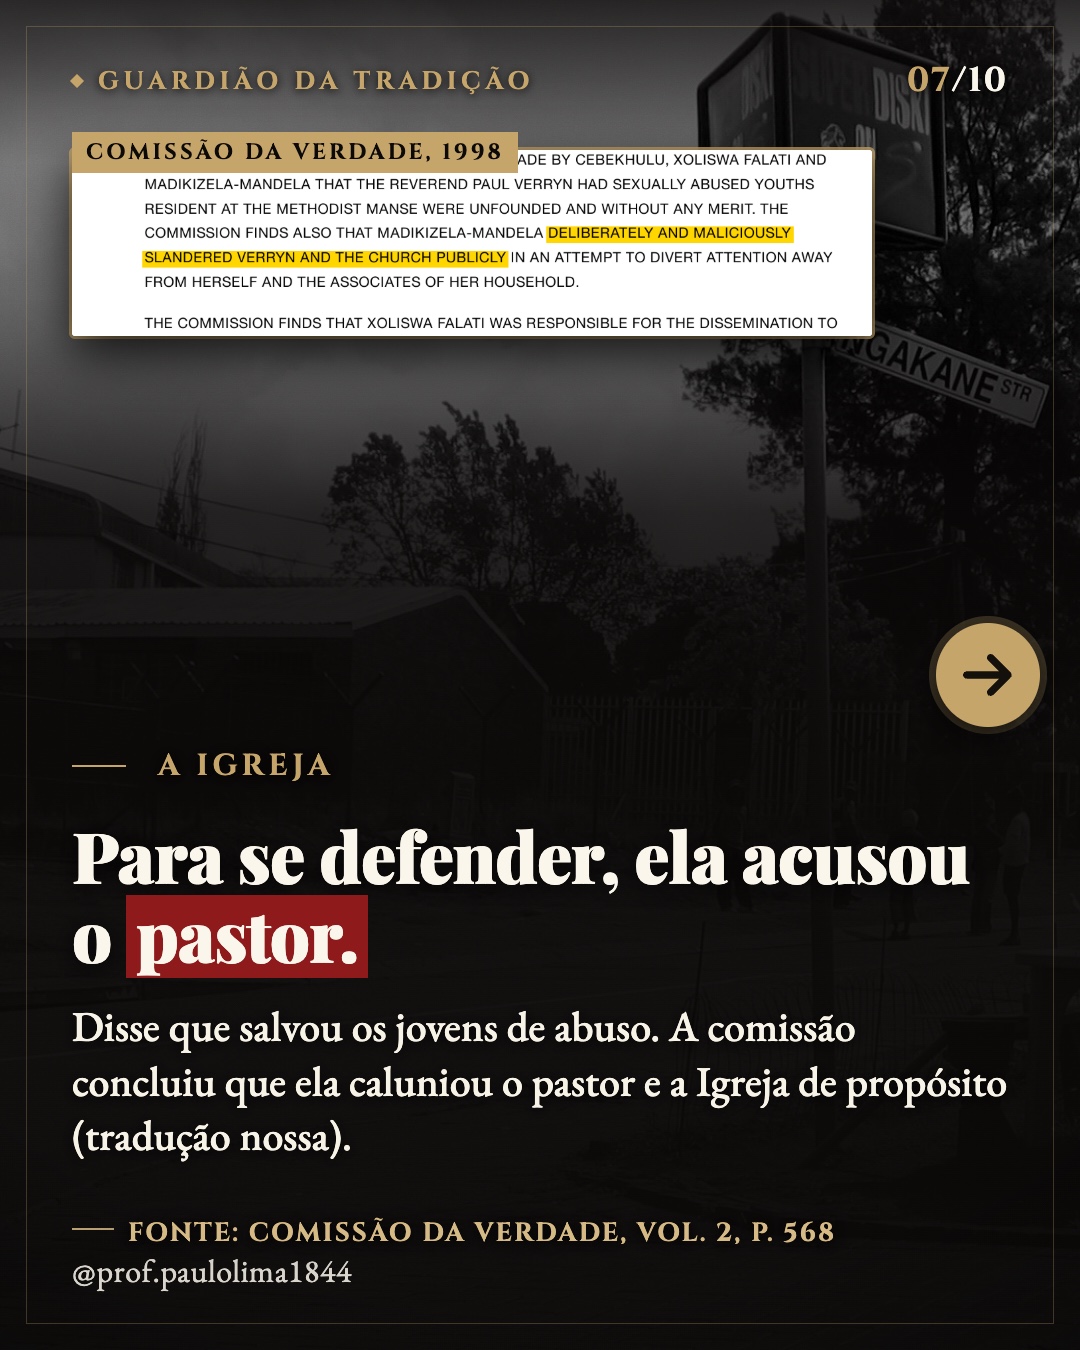 GUARDIÃO DA TRADIÇÃO
07/10
COMISSÃO DA VERDADE, 1998
ADE BY CEBEKHULU, XOLISWA FALATI AND
MADIKIZELA-MANDELA THAT THE REVEREND PAUL VERRYN HAD SEXUALLY ABUSED YOUTHS
RESIDENT AT THE METHODIST MANSE WERE UNFOUNDED AND WITHOUT ANY MERIT. THE
COMMISSION FINDS ALSO THAT MADIKIZELA-MANDELA DELIBERATELY AND MALICIOUSLY
SLANDERED VERRYN AND THE CHURCH PUBLICLY IN AN ATTEMPT TO DIVERT ATTENTION AWAY
FROM HERSELF AND THE ASSOCIATES OF HER HOUSEHOLD.
THE COMMISSION FINDS THAT XOLISWA FALATI WAS RESPONSIBLE FOR THE DISSEMINATION TO
NGAKANE STR
A IGREJA
Para se defender, ela acusou
o pastor.
Disse que salvou os jovens de abuso. A comissão
concluiu que ela caluniou o pastor e a Igreja de propósito
(tradução nossa).
FONTE: COMISSÃO DA VERDADE, VOL. 2, P. 568
@prof.paulolima1844